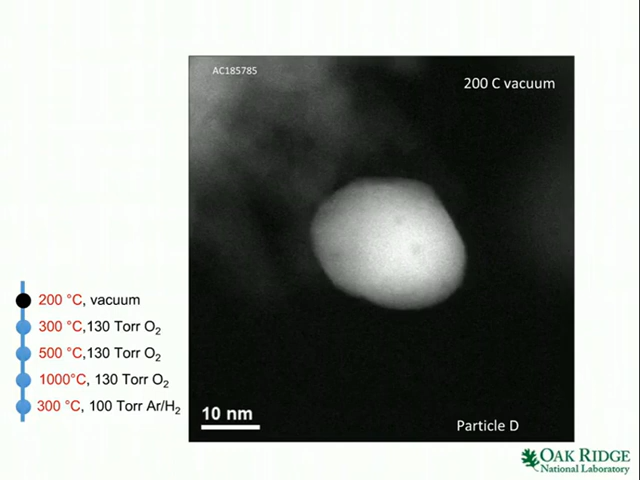 AC185785
200 C vacuum
200 °C, vacuum
300 °C,130 Torr O₂
500 °C,130 Torr O₂
1000°C, 130 Torr O₂
300 °C, 100 Torr Ar/H₂
10 nm
Particle D
OAK RIDGE
National Laboratory